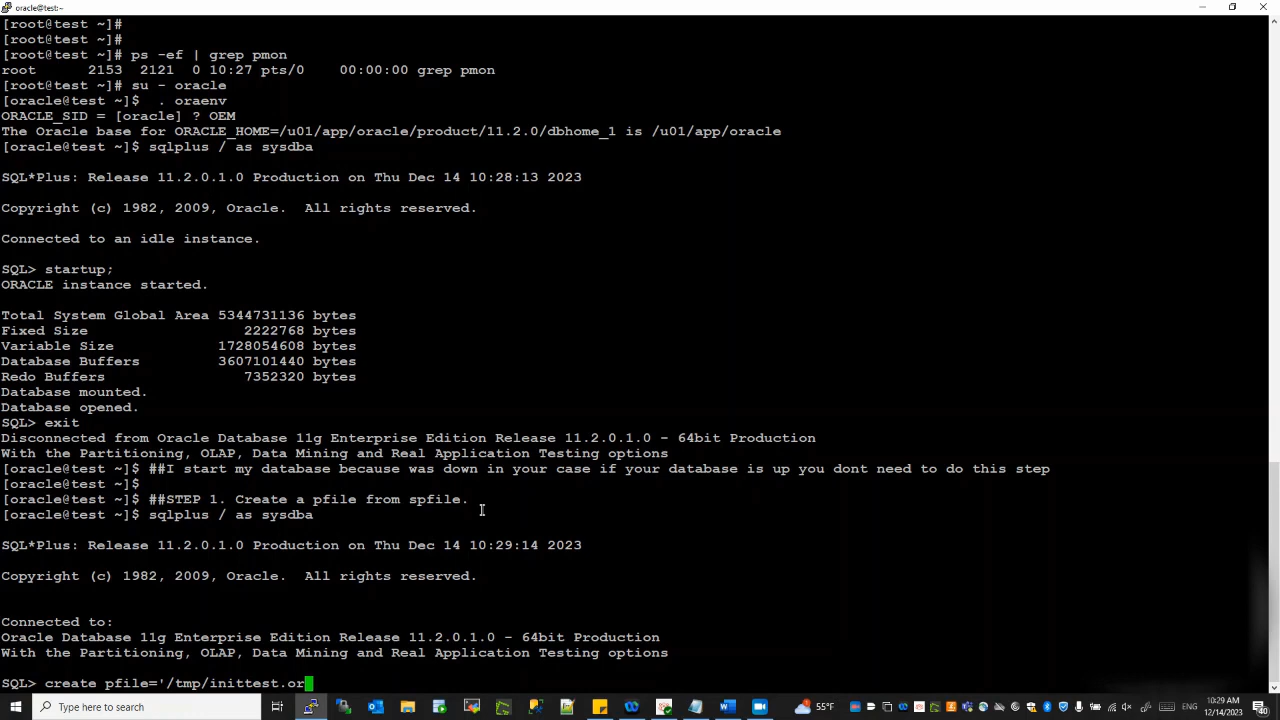 oracle@test:~
[root@test ~]#
[root@test ~]#
[root@test ~]# ps -ef | grep pmon
root     2153  2121  0 10:27 pts/0    00:00:00 grep pmon
[root@test ~]# su - oracle
[oracle@test ~]$  . oraenv
ORACLE_SID = [oracle] ? OEM
The Oracle base for ORACLE_HOME=/u01/app/oracle/product/11.2.0/dbhome_1 is /u01/app/oracle
[oracle@test ~]$ sqlplus / as sysdba
SQL*Plus: Release 11.2.0.1.0 Production on Thu Dec 14 10:28:13 2023
Copyright (c) 1982, 2009, Oracle.  All rights reserved.
Connected to an idle instance.
SQL> startup;
ORACLE instance started.
Total System Global Area 5344731136 bytes
Fixed Size                  2222768 bytes
Variable Size            1728054608 bytes
Database Buffers         3607101440 bytes
Redo Buffers                7352320 bytes
Database mounted.
Database opened.
SQL> exit
Disconnected from Oracle Database 11g Enterprise Edition Release 11.2.0.1.0 - 64bit Production
With the Partitioning, OLAP, Data Mining and Real Application Testing options
[oracle@test ~]$ ##I start my database because was down in your case if your database is up you dont need to do this step
[oracle@test ~]$
[oracle@test ~]$ ##STEP 1. Create a pfile from spfile.
[oracle@test ~]$ sqlplus / as sysdba
SQL*Plus: Release 11.2.0.1.0 Production on Thu Dec 14 10:29:14 2023
Copyright (c) 1982, 2009, Oracle.  All rights reserved.
Connected to:
Oracle Database 11g Enterprise Edition Release 11.2.0.1.0 - 64bit Production
With the Partitioning, OLAP, Data Mining and Real Application Testing options
SQL> create pfile='/tmp/inittest.or
Type here to search
55°F
10:29 AM
12/14/2023